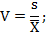 V = s/X̄;